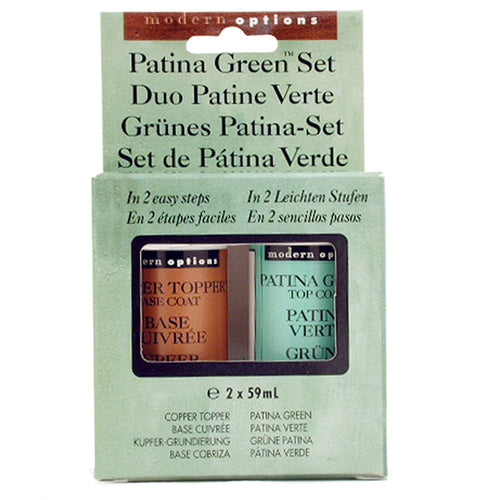 modern options
Patina Green™ Set
Duo Patine Verte
Grünes Patina-Set
Set de Pátina Verde
In 2 easy steps
En 2 étapes faciles
In 2 Leichten Stufen
En 2 sencillos pasos
ern options
ER TOPPER
ASE COAT
BASE
UIVRÉE
modern option
PATINA G
TOP CO
PATIN
VERT
GRÜN
℮ 2 x 59mL
COPPER TOPPER
BASE CUIVRÉE
KUPFER-GRUNDIERUNG
BASE COBRIZA
PATINA GREEN
PATINA VERTE
GRÜNE PATINA
PÁTINA VERDE